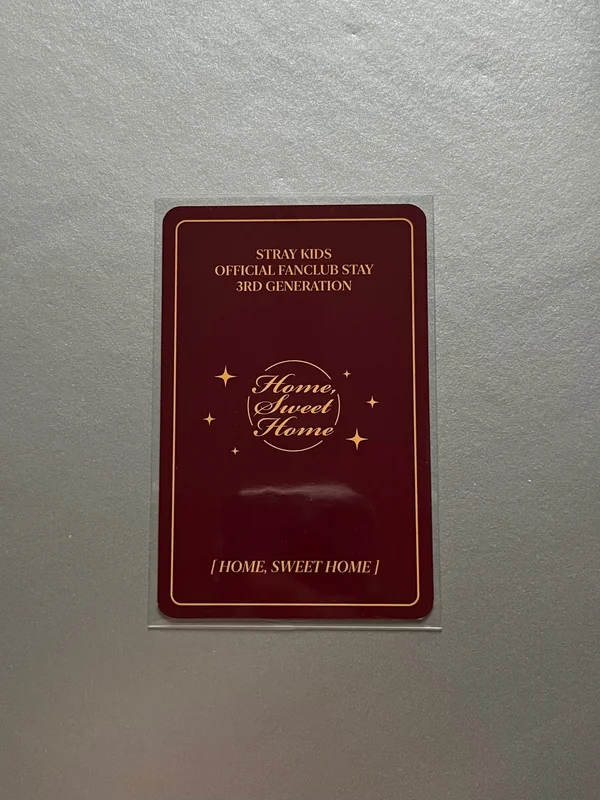 STRAY KIDS
OFFICIAL FANCLUB STAY
3RD GENERATION
Home,
Sweet
Home
[ HOME, SWEET HOME ]